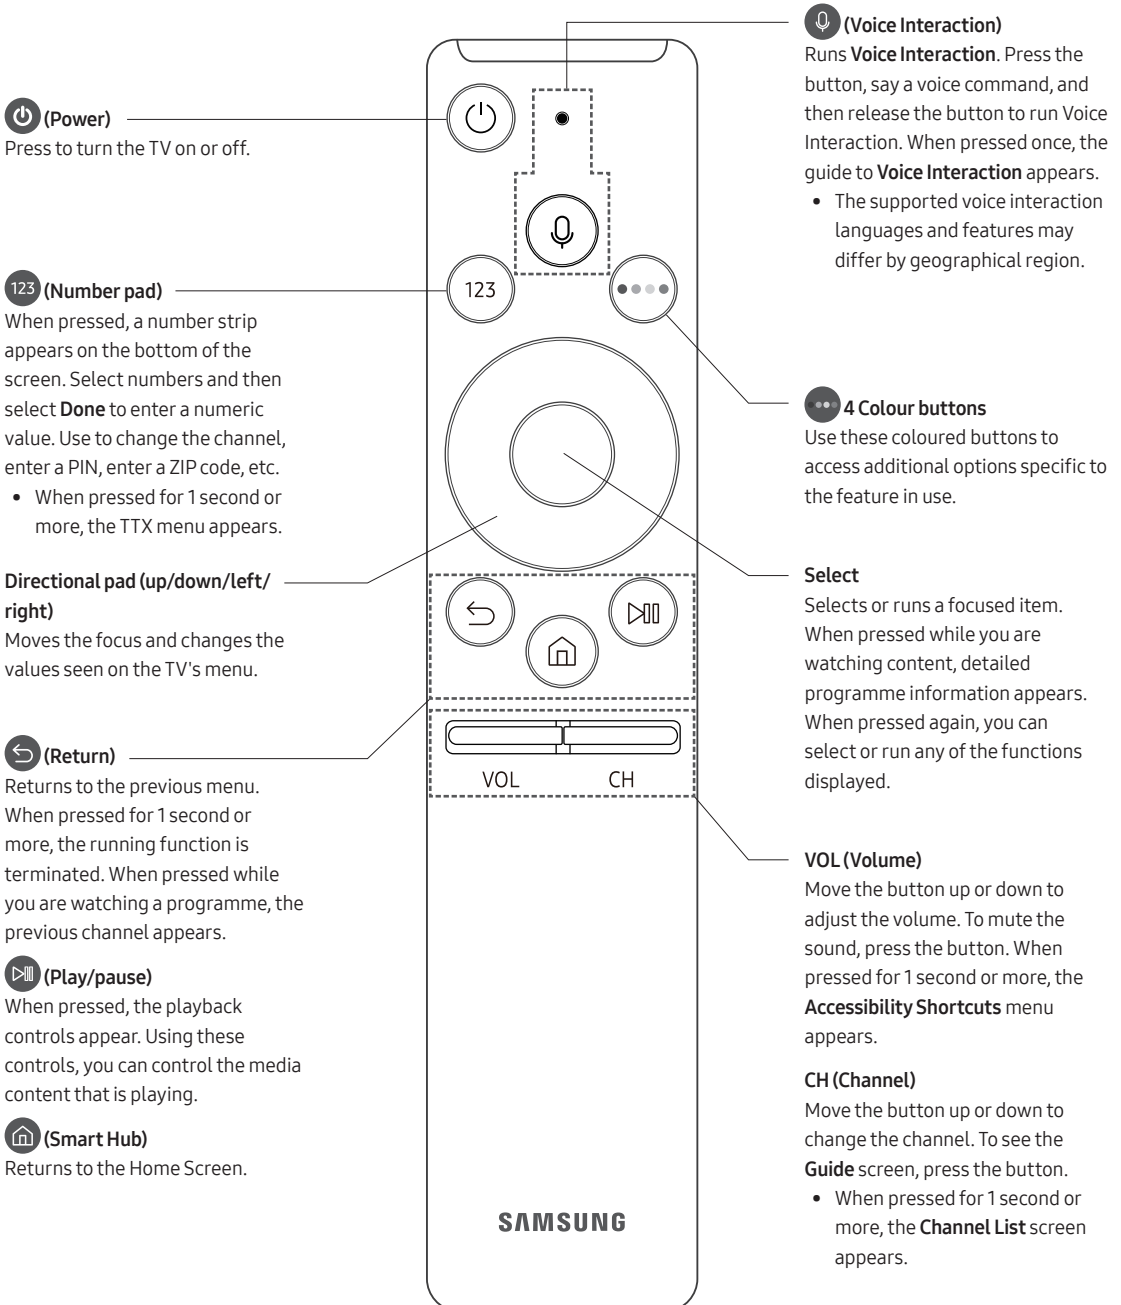 (Power)
Press to turn the TV on or off.
123 (Number pad)
When pressed, a number strip
appears on the bottom of the
screen. Select numbers and then
select Done to enter a numeric
value. Use to change the channel,
enter a PIN, enter a ZIP code, etc.
• When pressed for 1 second or
more, the TTX menu appears.
Directional pad (up/down/left/
right)
Moves the focus and changes the
values seen on the TV's menu.
(Return)
Returns to the previous menu.
When pressed for 1 second or
more, the running function is
terminated. When pressed while
you are watching a programme, the
previous channel appears.
(Play/pause)
When pressed, the playback
controls appear. Using these
controls, you can control the media
content that is playing.
(Smart Hub)
Returns to the Home Screen.
123
VOL CH
SAMSUNG
(Voice Interaction)
Runs Voice Interaction. Press the
button, say a voice command, and
then release the button to run Voice
Interaction. When pressed once, the
guide to Voice Interaction appears.
• The supported voice interaction
languages and features may
differ by geographical region.
4 Colour buttons
Use these coloured buttons to
access additional options specific to
the feature in use.
Select
Selects or runs a focused item.
When pressed while you are
watching content, detailed
programme information appears.
When pressed again, you can
select or run any of the functions
displayed.
VOL (Volume)
Move the button up or down to
adjust the volume. To mute the
sound, press the button. When
pressed for 1 second or more, the
Accessibility Shortcuts menu
appears.
CH (Channel)
Move the button up or down to
change the channel. To see the
Guide screen, press the button.
• When pressed for 1 second or
more, the Channel List screen
appears.